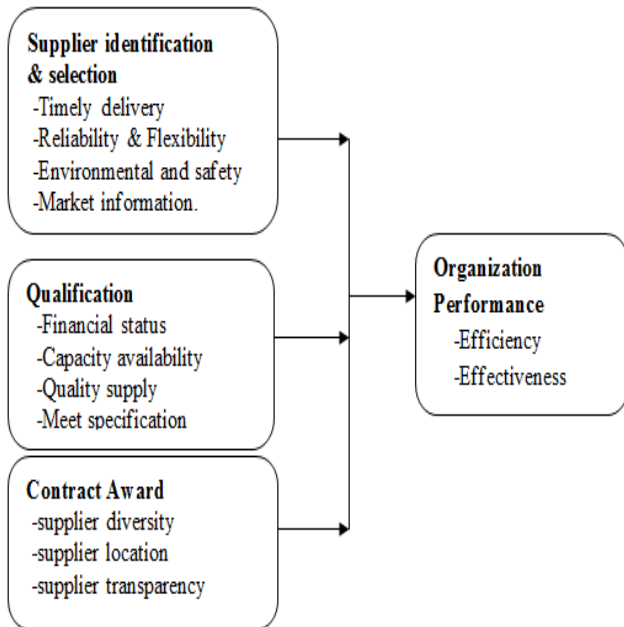 Supplier identification
& selection
-Timely delivery
-Reliability & Flexibility
-Environmental and safety
-Market information.
Qualification
-Financial status
-Capacity availability
-Quality supply
-Meet specification
Contract Award
-supplier diversity
-supplier location
-supplier transparency
Organization
Performance
-Efficiency
-Effectiveness